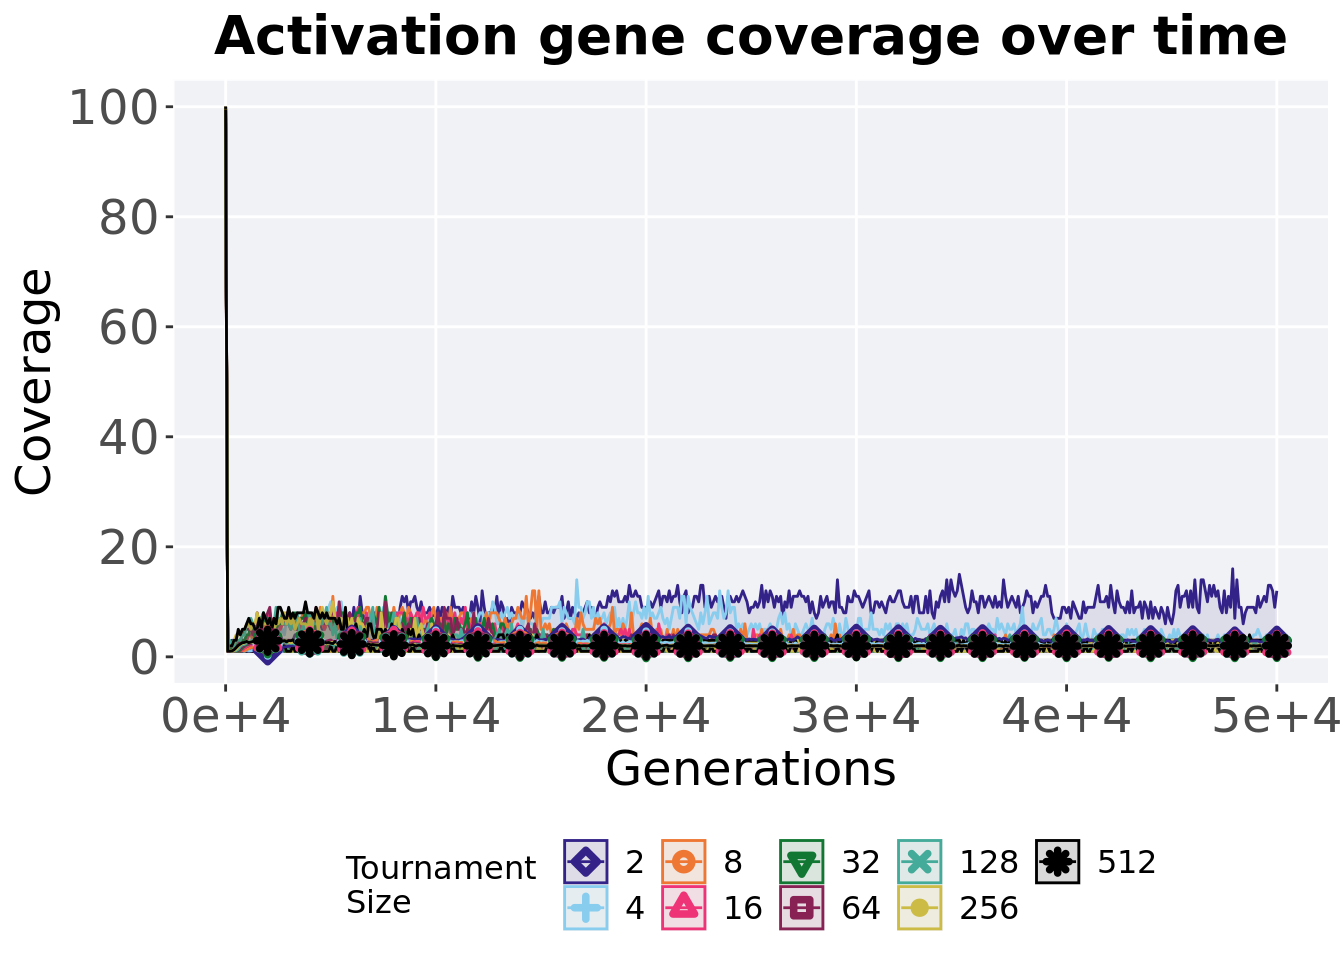 Activation gene coverage over time
100
80
60
40
20
0
Coverage
0e+4 1e+4 2e+4 3e+4 4e+4 5e+4
Generations
Tournament
Size
2 8 32 128 512
4 16 64 256